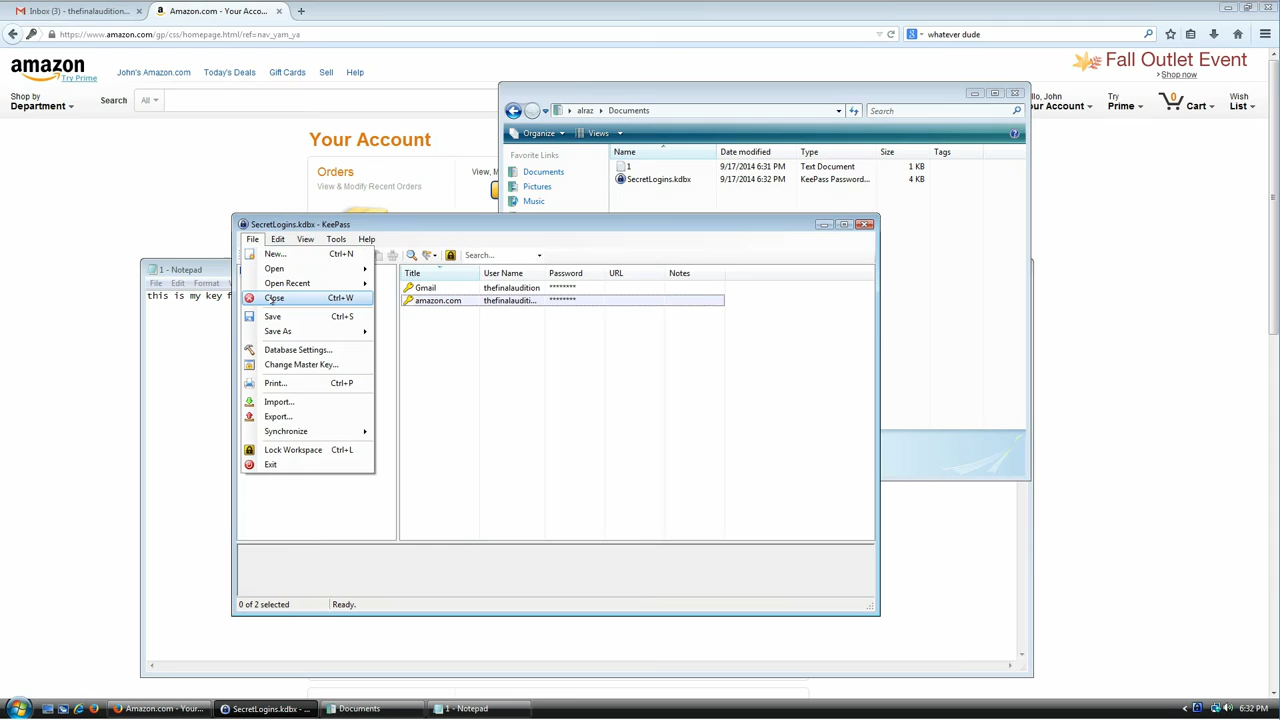 Inbox (3) - thefinalaudition...
Amazon.com - Your Acco...
https://www.amazon.com/gp/css/homepage.html/ref=nav_yam_ya
whatever dude
amazon
Try Prime
John's Amazon.com Today's Deals Gift Cards Sell Help
Fall Outlet Event
Shop now
Shop by
Department
Search All
John
Try
Prime
0
Cart
Wish
List
Your Account
Orders
View & Modify Recent Orders
alraz Documents
Search
Organize Views
Favorite Links
Documents
Pictures
Music
Name Date modified Type Size Tags
1 9/17/2014 6:31 PM Text Document 1 KB
SecretLogins.kdbx 9/17/2014 6:32 PM KeePass Password... 4 KB
SecretLogins.kdbx - KeePass
File Edit View Tools Help
Search...
New... Ctrl+N
Open
Open Recent
Close Ctrl+W
Save Ctrl+S
Save As
Database Settings...
Change Master Key...
Print... Ctrl+P
Import...
Export...
Synchronize
Lock Workspace Ctrl+L
Exit
Title User Name Password URL Notes
Gmail thefinalaudition ********
amazon.com thefinalauditi... ********
0 of 2 selected Ready.
1 - Notepad
File Edit Format
this is my key f
Amazon.com - Your...
SecretLogins.kdbx - ...
Documents
1 - Notepad
6:32 PM